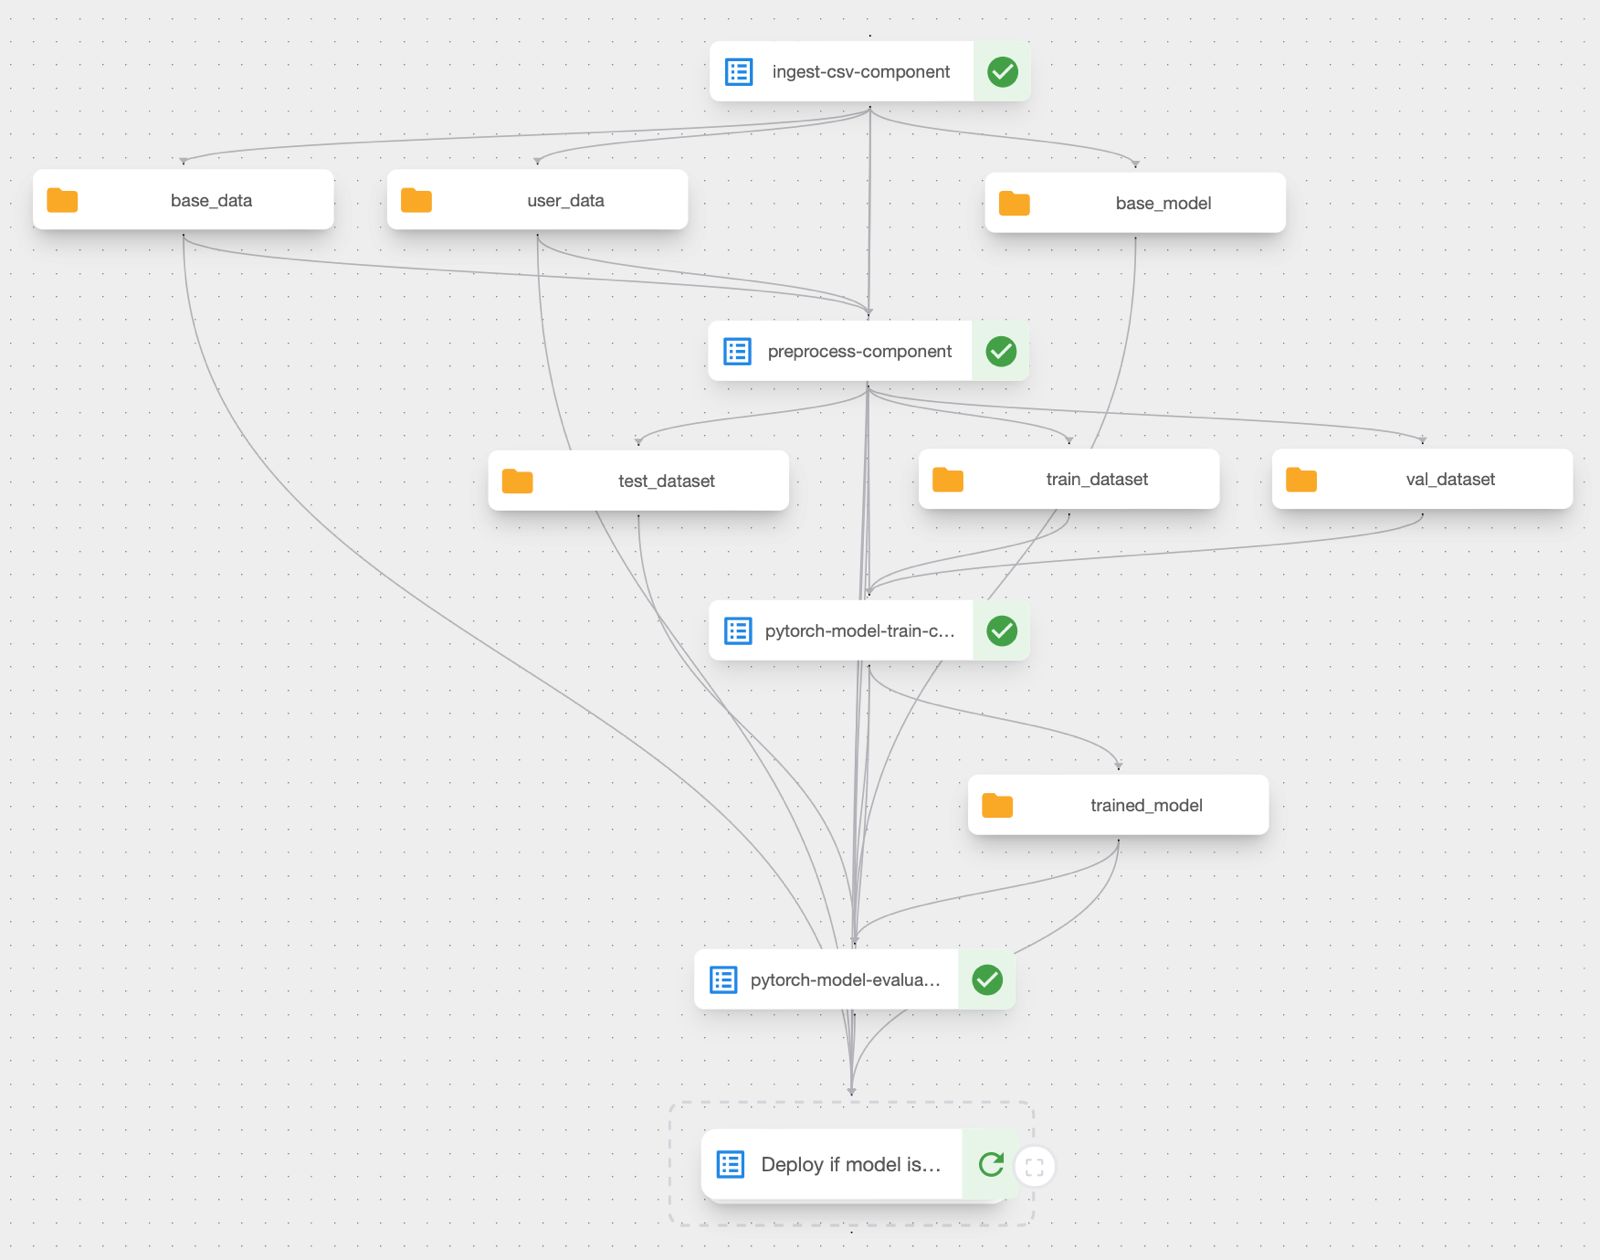 ingest-csv-component
base_data
user_data
base_model
preprocess-component
test_dataset
train_dataset
val_dataset
pytorch-model-train-c...
trained_model
pytorch-model-evalua...
Deploy if model is...